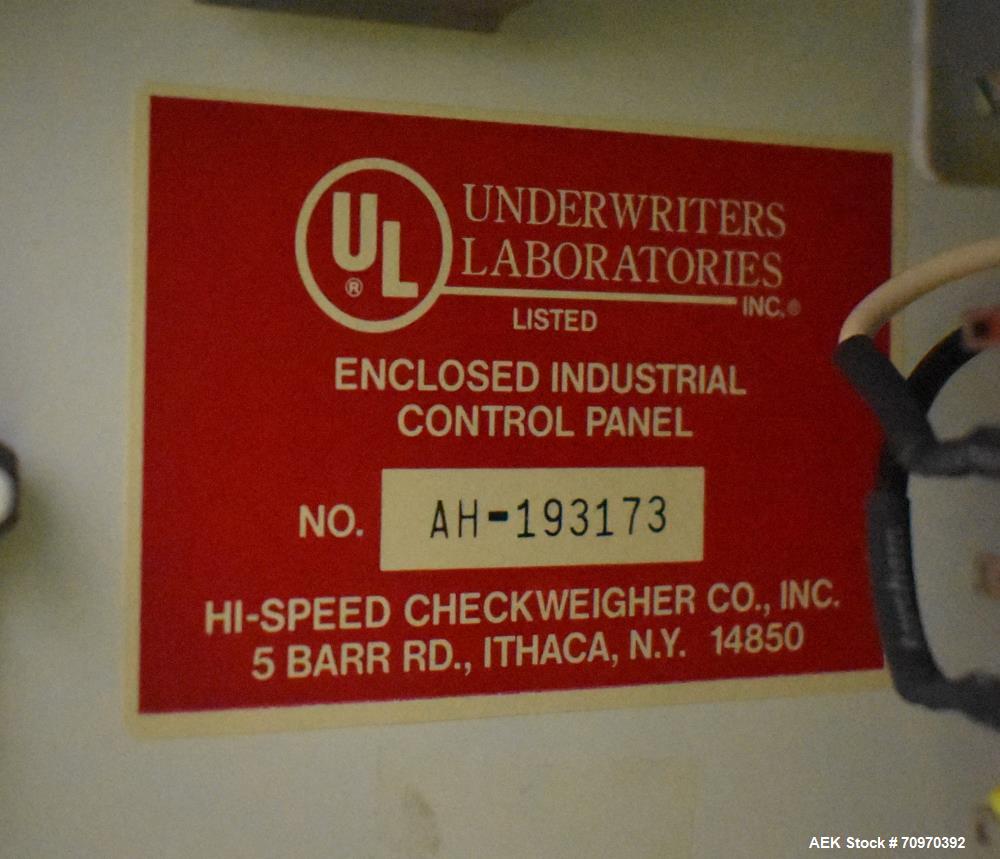 UL®
UNDERWRITERS
LABORATORIES
INC.®
LISTED
ENCLOSED INDUSTRIAL
CONTROL PANEL
NO. AH-193173
HI-SPEED CHECKWEIGHER CO., INC.
5 BARR RD., ITHACA, N.Y. 14850
AEK Stock # 70970392